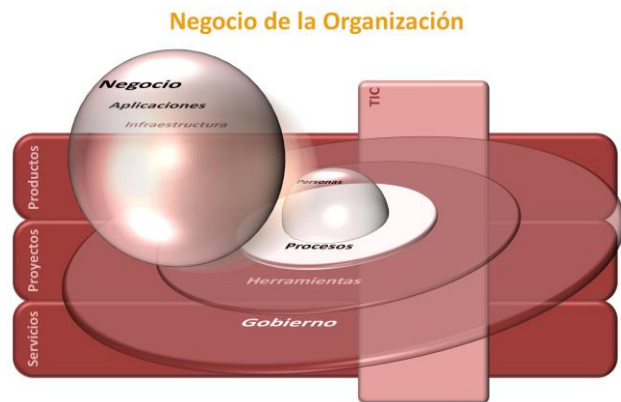 Negocio de la Organización
Negocio
Aplicaciones
Infraestructura
TIC
Productos
Personas
Procesos
Proyectos
Herramientas
Gobierno
Servicios